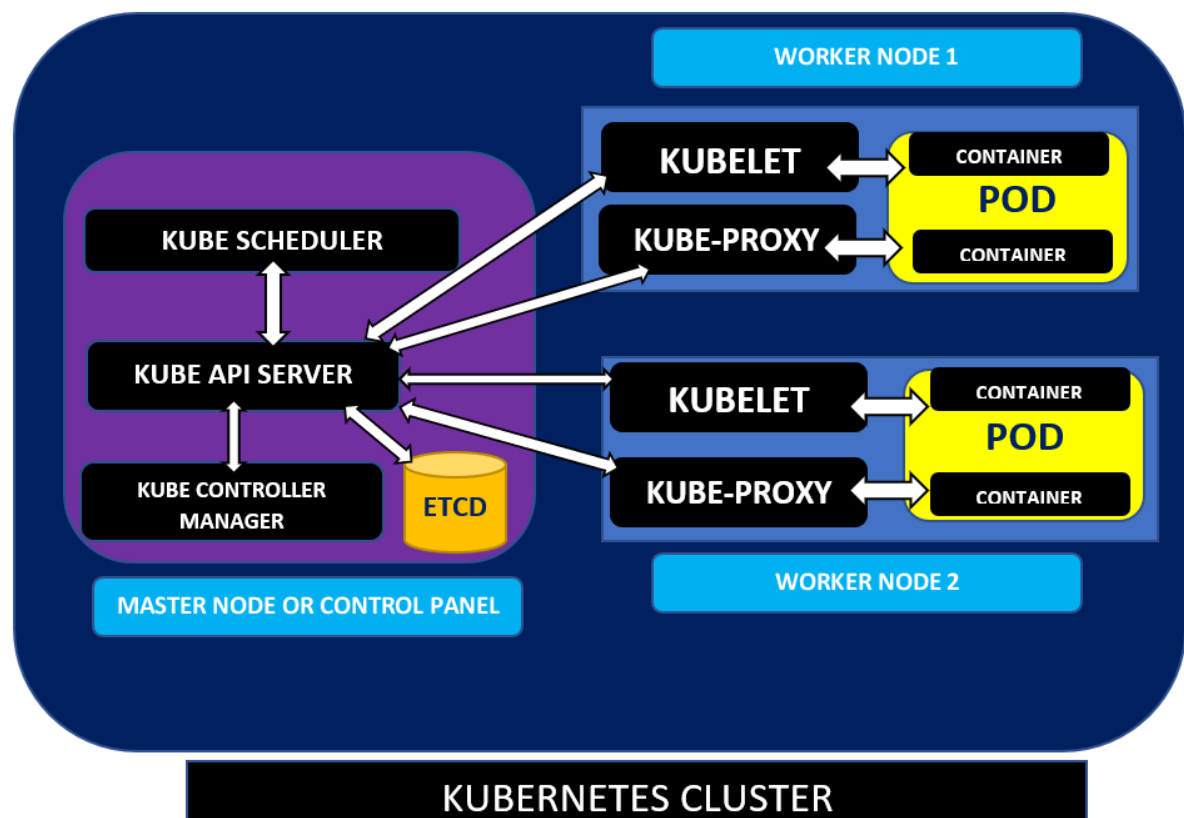 WORKER NODE 1
KUBELET
CONTAINER
POD
KUBE-PROXY
CONTAINER
KUBE SCHEDULER
KUBE API SERVER
KUBE CONTROLLER
MANAGER
ETCD
MASTER NODE OR CONTROL PANEL
KUBELET
CONTAINER
POD
KUBE-PROXY
CONTAINER
WORKER NODE 2
KUBERNETES CLUSTER